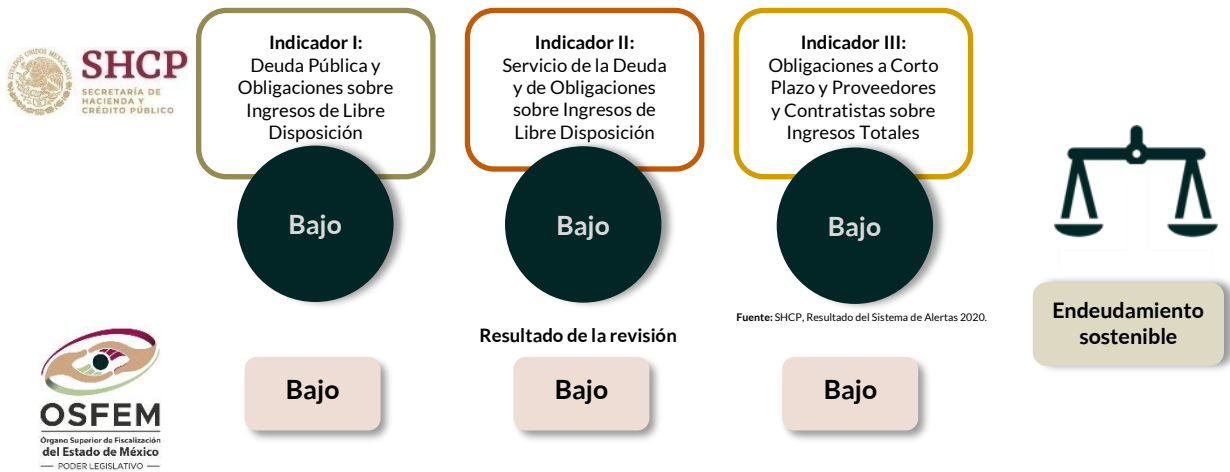 ESTADOS UNIDOS MEXICANOS
SHCP
SECRETARÍA DE
HACIENDA Y
CRÉDITO PÚBLICO
Indicador I:
Deuda Pública y
Obligaciones sobre
Ingresos de Libre
Disposición
Bajo
Indicador II:
Servicio de la Deuda
y de Obligaciones
sobre Ingresos de
Libre Disposición
Bajo
Indicador III:
Obligaciones a Corto
Plazo y Proveedores
y Contratistas sobre
Ingresos Totales
Bajo
Fuente: SHCP, Resultado del Sistema de Alertas 2020.
Endeudamiento
sostenible
Resultado de la revisión
OSFEM
Órgano Superior de Fiscalización
del Estado de México
PODER LEGISLATIVO
Bajo
Bajo
Bajo